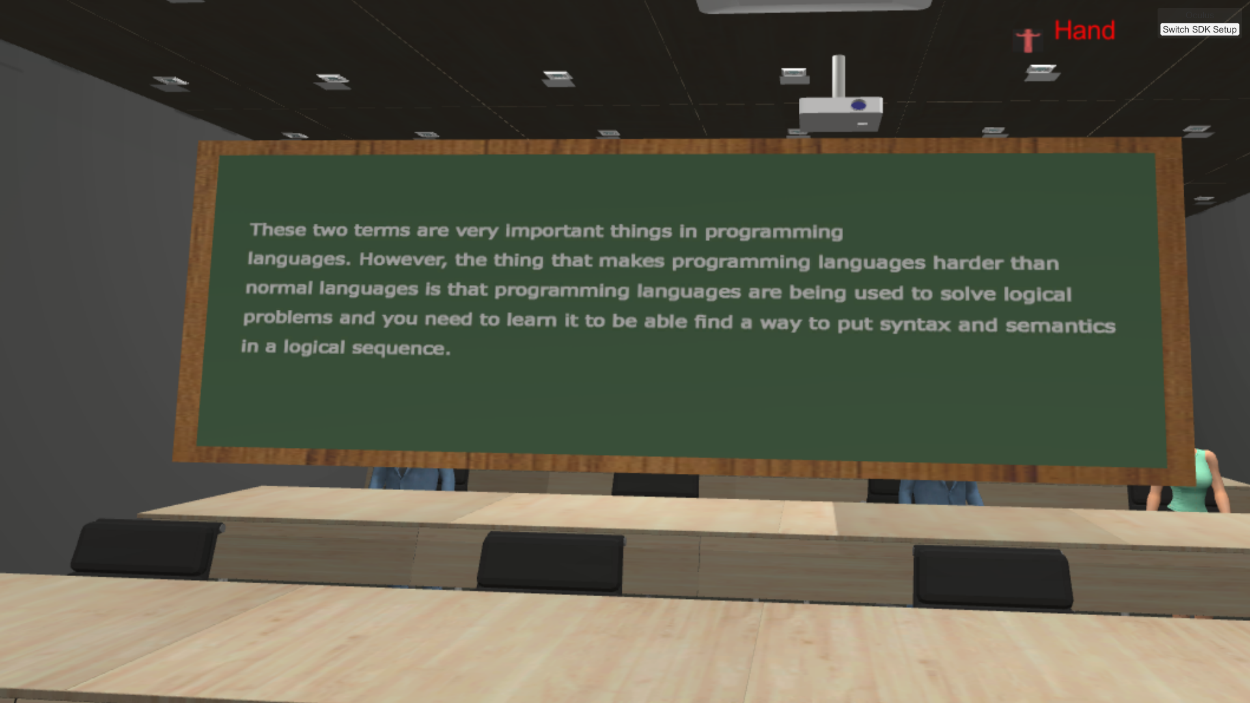 Hand
Switch SDK Setup
These two terms are very important things in programming
languages. However, the thing that makes programming languages harder than
normal languages is that programming languages are being used to solve logical
problems and you need to learn it to be able find a way to put syntax and semantics
in a logical sequence.